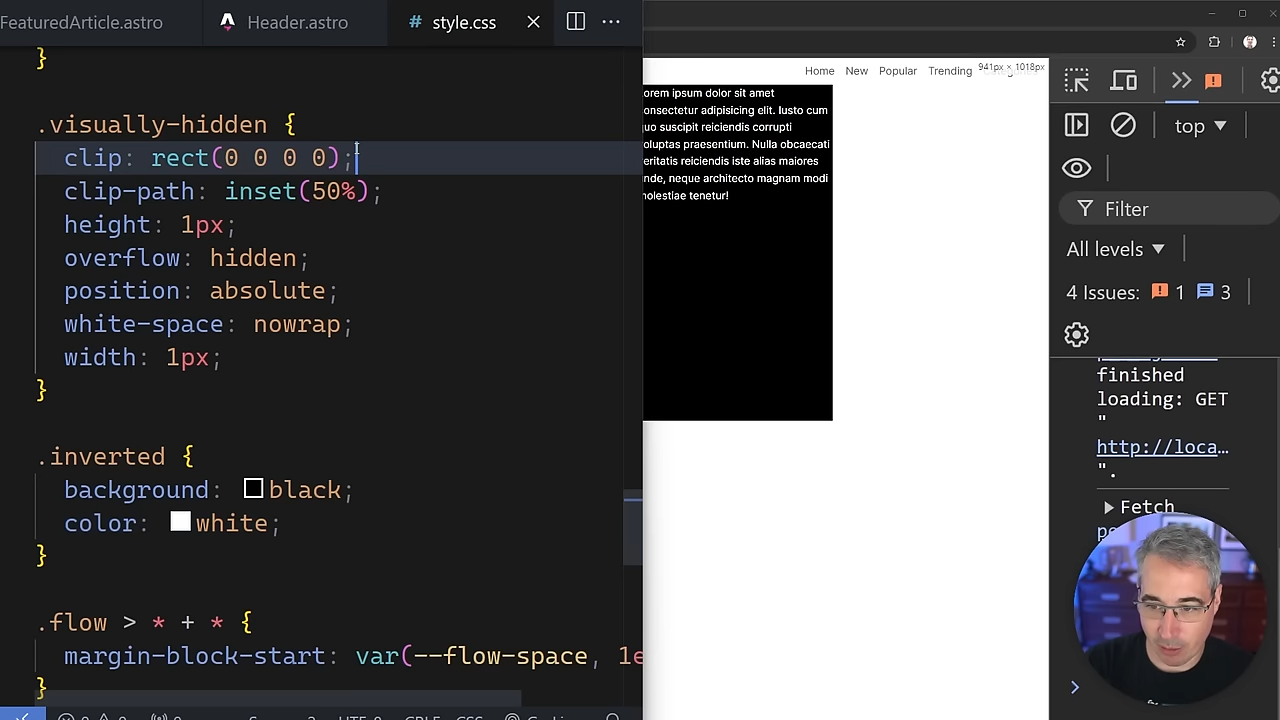 FeaturedArticle.astro
Header.astro
# style.css
}
.visually-hidden {
clip: rect(0 0 0 0);
clip-path: inset(50%);
height: 1px;
overflow: hidden;
position: absolute;
white-space: nowrap;
width: 1px;
}
.inverted {
background: black;
color: white;
}
.flow > * + * {
margin-block-start: var(--flow-space, 1e
}
Home New Popular Trending
941px × 1018px
orem ipsum dolor sit amet
onsectetur adipisicing elit. Iusto cum
uo suscipit reiciendis corrupti
oluptas praesentium. Nulla obcaecati
eritatis reiciendis iste alias maiores
nde, neque architecto magnam modi
olestiae tenetur!
top
Filter
All levels
4 Issues: 1 3
finished
loading: GET
"
http://loca…
".
Fetch